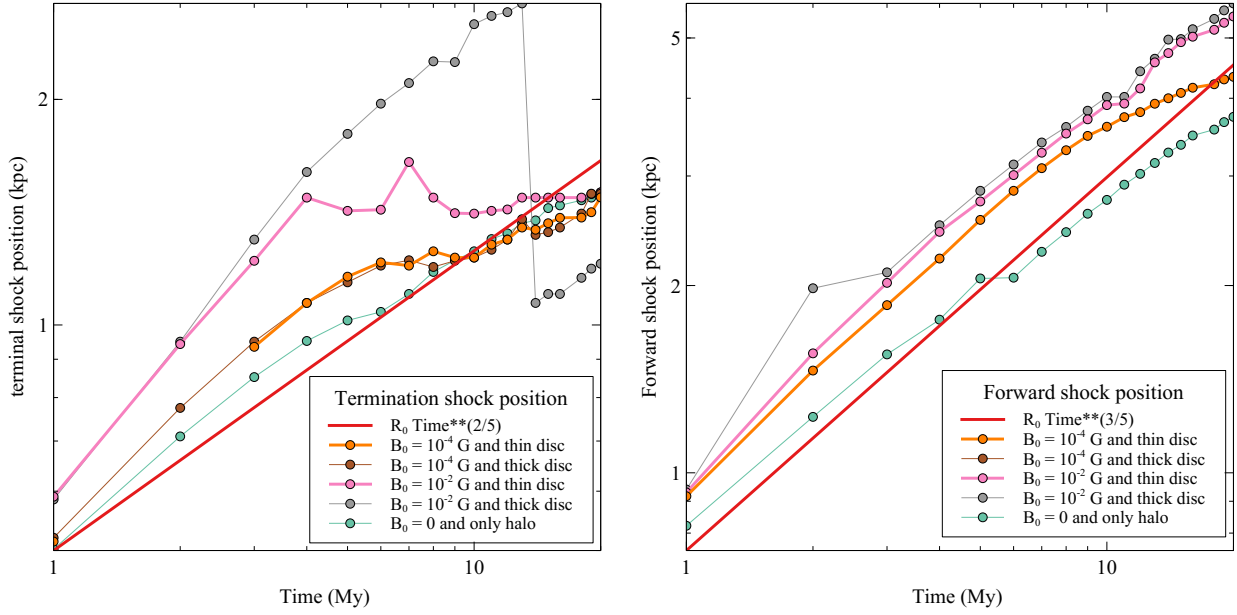 terminal shock position (kpc)
2
1
Termination shock position
R₀ Time**(2/5)
B₀ = 10⁻⁴ G and thin disc
B₀ = 10⁻⁴ G and thick disc
B₀ = 10⁻² G and thin disc
B₀ = 10⁻² G and thick disc
B₀ = 0 and only halo
1
10
Time (My)
Forward shock position (kpc)
5
2
1
Forward shock position
R₀ Time**(3/5)
B₀ = 10⁻⁴ G and thin disc
B₀ = 10⁻⁴ G and thick disc
B₀ = 10⁻² G and thin disc
B₀ = 10⁻² G and thick disc
B₀ = 0 and only halo
1
10
Time (My)